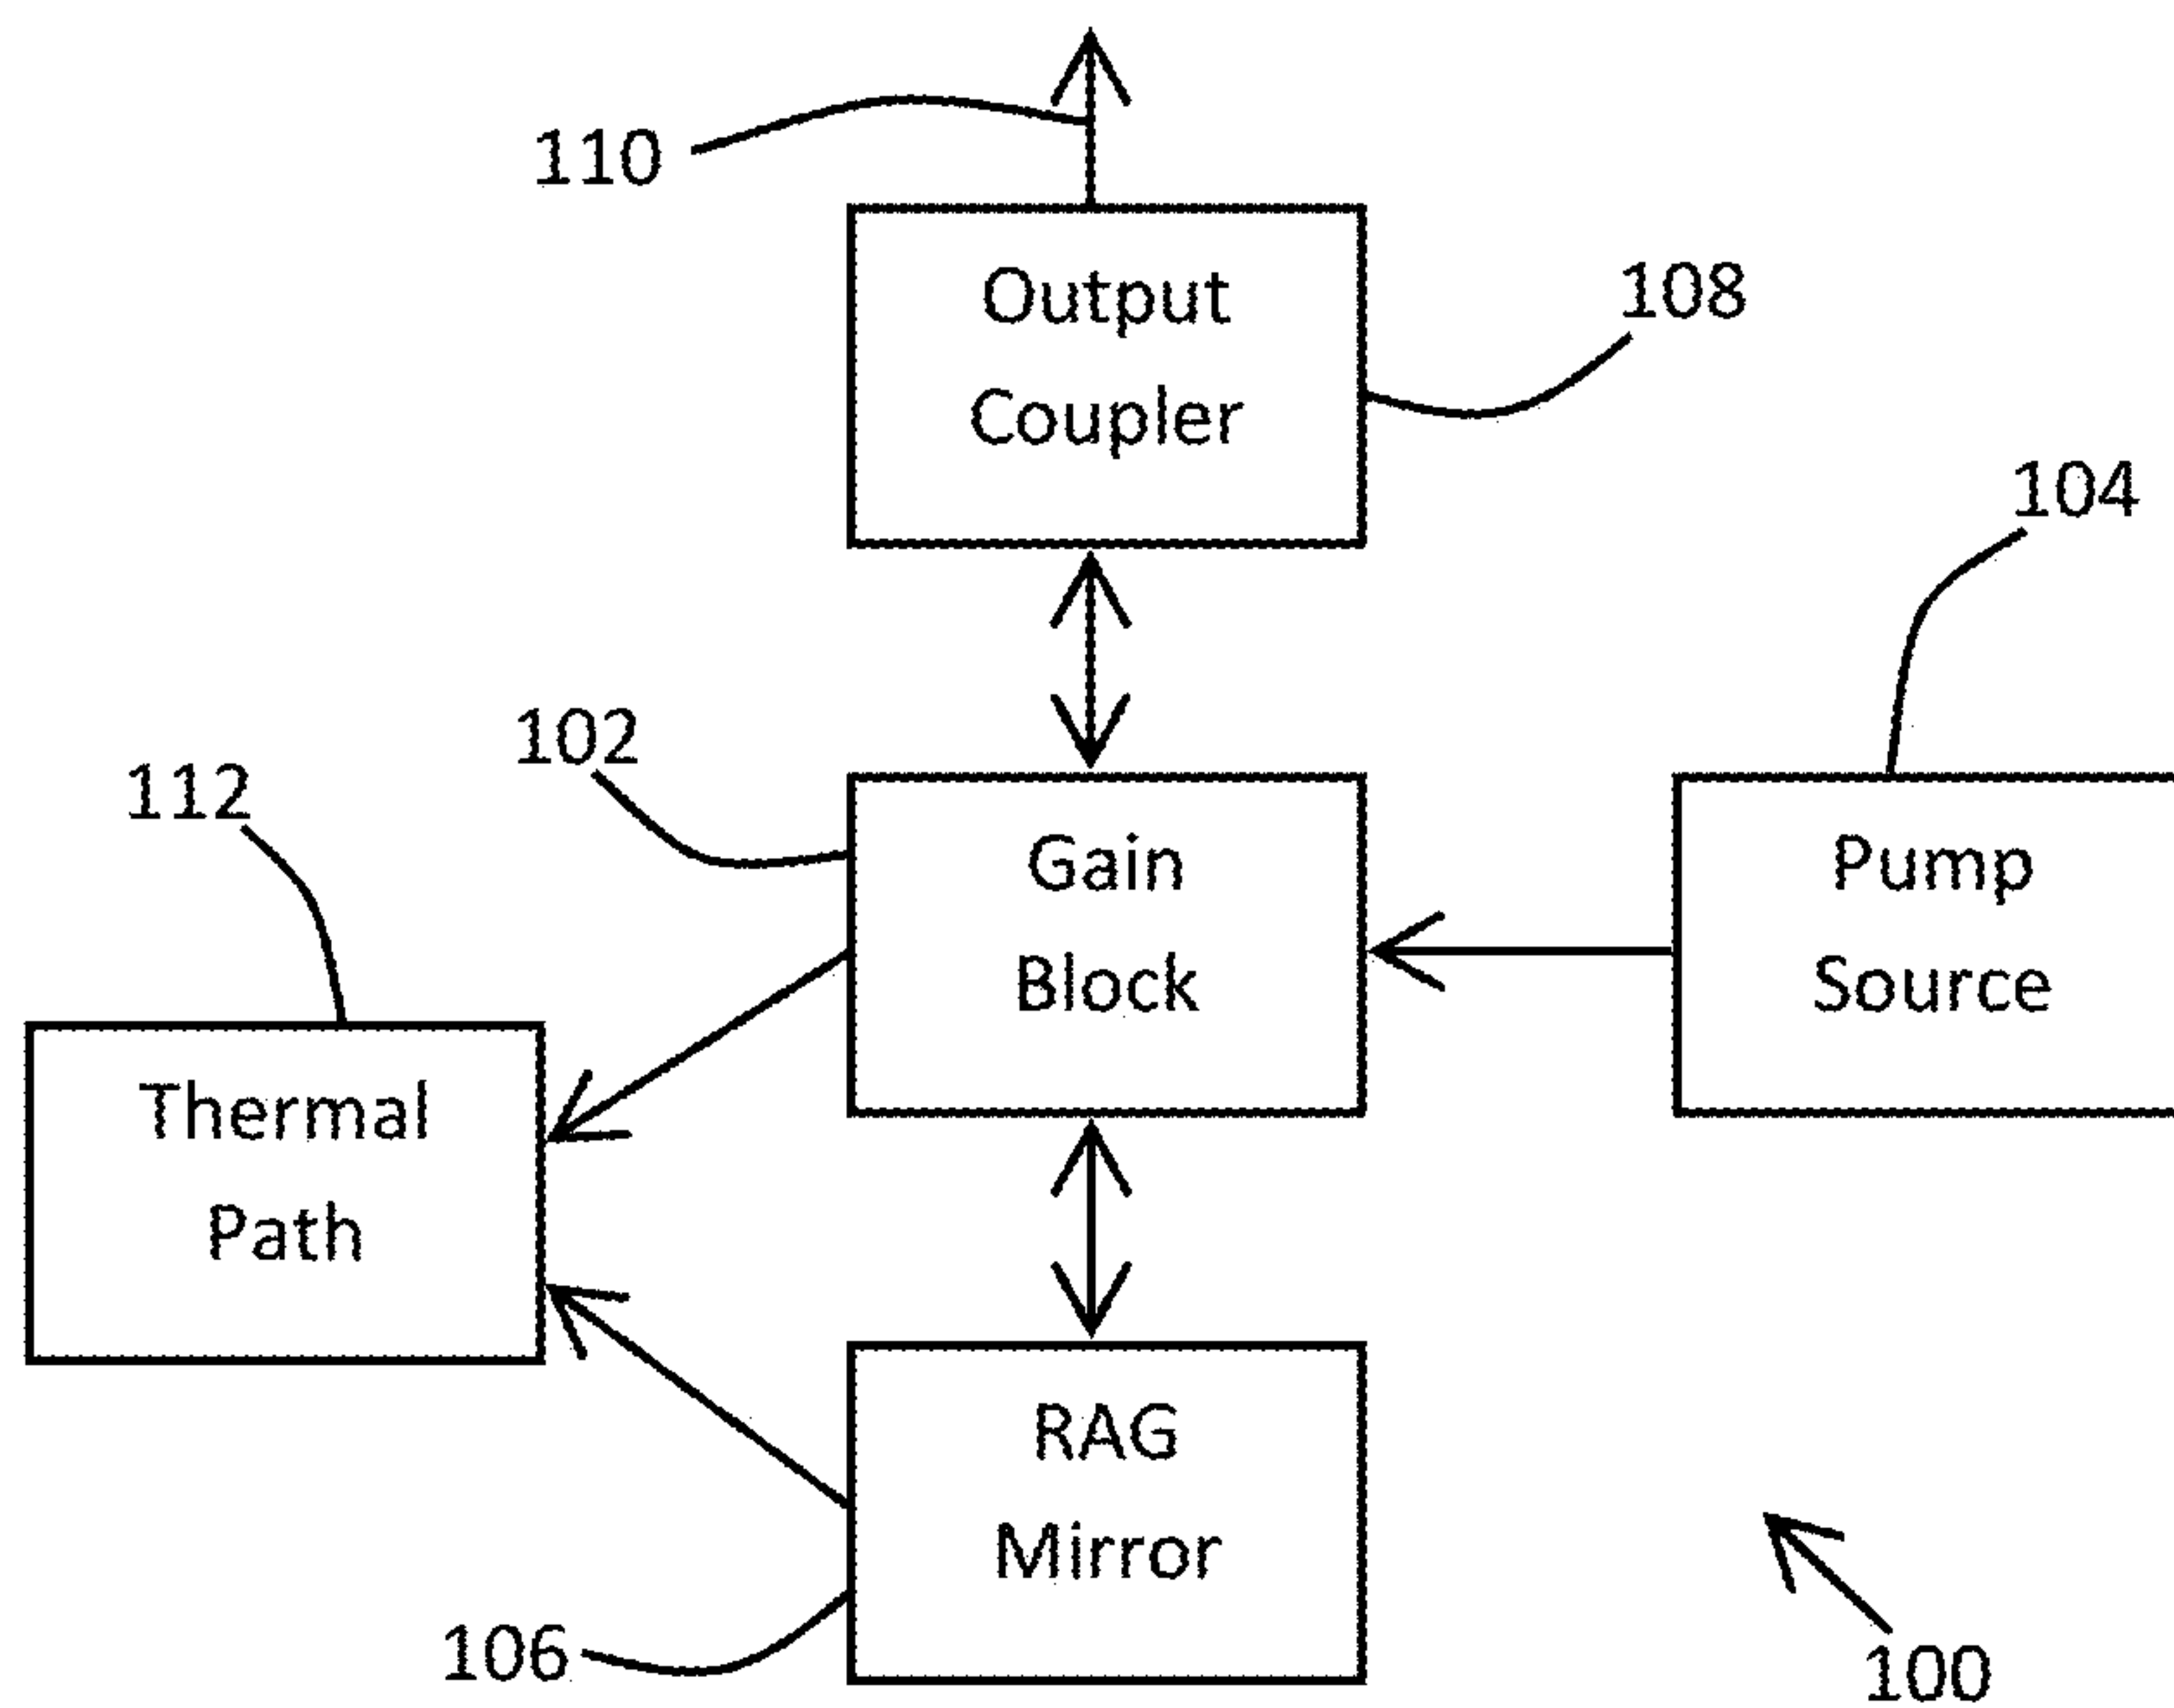 110
Output
Coupler
108
104
102
112
Gain
Block
Pump
Source
Thermal
Path
RAG
Mirror
106
100